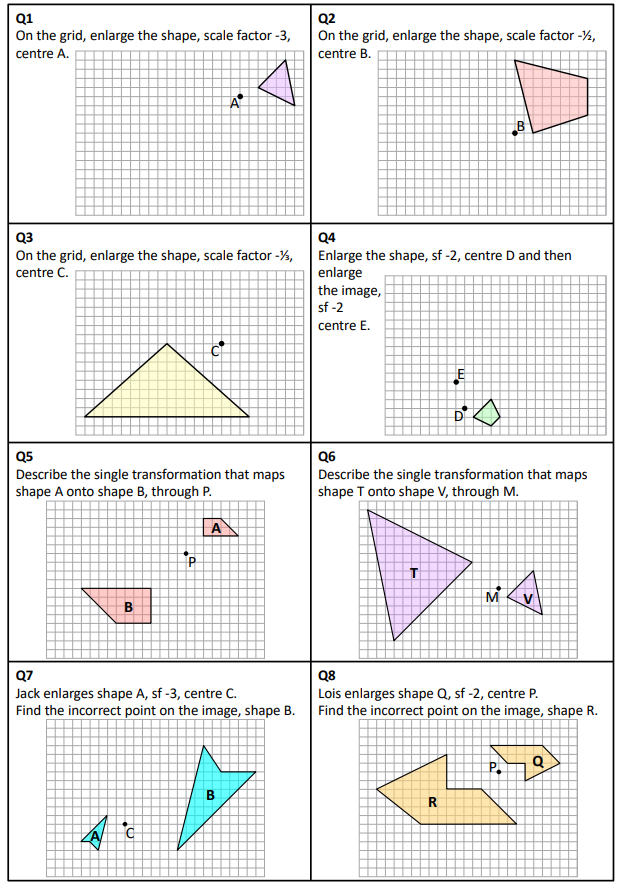 Q1
On the grid, enlarge the shape, scale factor -3,
centre A.
A
Q2
On the grid, enlarge the shape, scale factor -½,
centre B.
B
Q3
On the grid, enlarge the shape, scale factor -⅓,
centre C.
C
Q4
Enlarge the shape, sf -2, centre D and then
enlarge
the image,
sf -2
centre E.
E
D
Q5
Describe the single transformation that maps
shape A onto shape B, through P.
A
P
B
Q6
Describe the single transformation that maps
shape T onto shape V, through M.
T
M
V
Q7
Jack enlarges shape A, sf -3, centre C.
Find the incorrect point on the image, shape B.
B
A
C
Q8
Lois enlarges shape Q, sf -2, centre P.
Find the incorrect point on the image, shape R.
P
Q
R